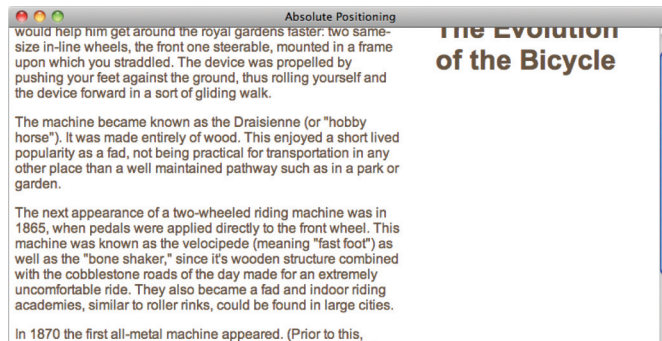 Absolute Positioning
would help him get around the royal gardens faster: two same-
size in-line wheels, the front one steerable, mounted in a frame
upon which you straddled. The device was propelled by
pushing your feet against the ground, thus rolling yourself and
the device forward in a sort of gliding walk.
The machine became known as the Draisienne (or "hobby
horse"). It was made entirely of wood. This enjoyed a short lived
popularity as a fad, not being practical for transportation in any
other place than a well maintained pathway such as in a park or
garden.
The next appearance of a two-wheeled riding machine was in
1865, when pedals were applied directly to the front wheel. This
machine was known as the velocipede (meaning "fast foot") as
well as the "bone shaker," since it's wooden structure combined
with the cobblestone roads of the day made for an extremely
uncomfortable ride. They also became a fad and indoor riding
academies, similar to roller rinks, could be found in large cities.
In 1870 the first all-metal machine appeared. (Prior to this,
The Evolution
of the Bicycle